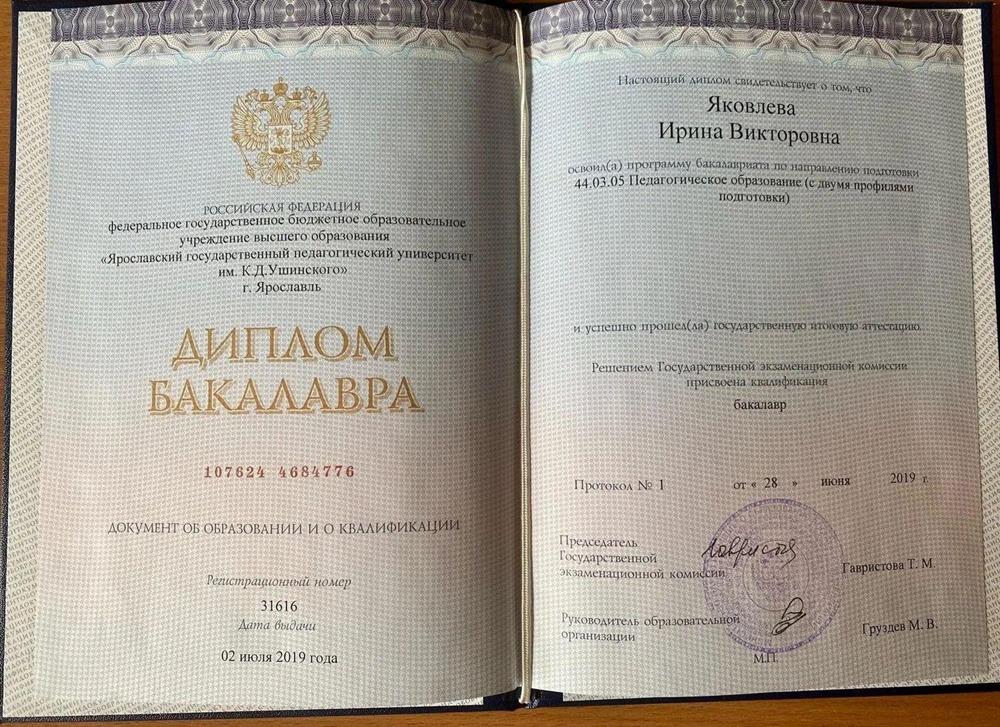 РОССИЙСКАЯ ФЕДЕРАЦИЯ
федеральное государственное бюджетное образовательное
учреждение высшего образования
«Ярославский государственный педагогический университет
им. К.Д.Ушинского»
г. Ярославль
ДИПЛОМ
БАКАЛАВРА
107624 4684776
ДОКУМЕНТ ОБ ОБРАЗОВАНИИ И О КВАЛИФИКАЦИИ
Регистрационный номер
31616
Дата выдачи
02 июля 2019 года
Настоящий диплом свидетельствует о том, что
Яковлева
Ирина Викторовна
освоил(а) программу бакалавриата по направлению подготовки
44.03.05 Педагогическое образование (с двумя профилями
подготовки)
и успешно прошел(ла) государственную итоговую аттестацию.
Решением Государственной экзаменационной комиссии
присвоена квалификация
бакалавр
Протокол № 1 от « 28 » июня 2019 г.
Председатель
Государственной
экзаменационной комиссии Гавристова Т. М.
Руководитель образовательной
организации Груздев М. В.
М.П.